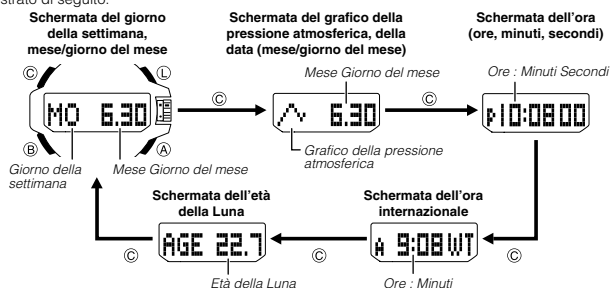 strato di seguito.
Schermata del giorno
della settimana,
mese/giorno del mese
Schermata del grafico della
pressione atmosferica, della
data (mese/giorno del mese)
Schermata dell'ora
(ore, minuti, secondi)
Mese Giorno del mese
Ore : Minuti Secondi
C
L
C
C
MO 6.30
6.30
P 10:08 00
B
A
Giorno della
settimana
Mese Giorno del mese
Grafico della pressione
atmosferica
Schermata dell'età
della Luna
Schermata dell'ora
internazionale
AGE 22.7
A 9:08 WT
C
C
C
Età della Luna
Ore : Minuti